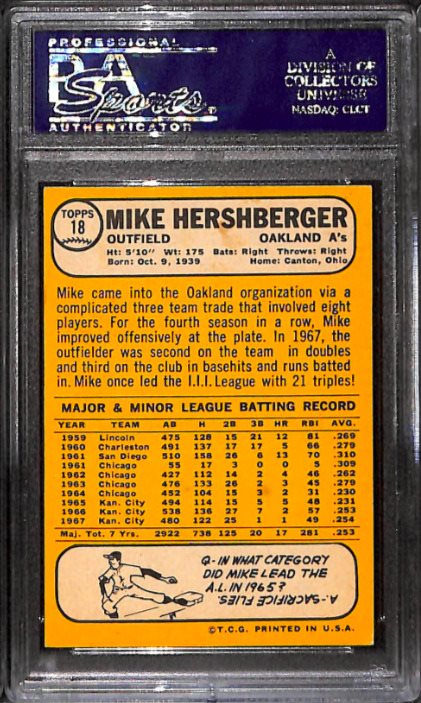 PROFESSIONAL
PSA
Sports
AUTHENTICATOR
A
DIVISION OF
COLLECTORS
UNIVERSE
NASDAQ: CLCT
TOPPS
18
MIKE HERSHBERGER
OUTFIELD OAKLAND A's
Ht: 5'10" Wt: 175 Bats: Right Throws: Right
Born: Oct. 9, 1939 Home: Canton, Ohio
Mike came into the Oakland organization via a
complicated three team trade that involved eight
players. For the fourth season in a row, Mike
improved offensively at the plate. In 1967, the
outfielder was second on the team in doubles
and third on the club in basehits and runs batted
in. Mike once led the I.I.I. League with 21 triples!
MAJOR & MINOR LEAGUE BATTING RECORD
YEAR TEAM AB H 2B 3B HR RBI AVG.
1959 Lincoln 475 128 15 21 12 81 .269
1960 Charleston 491 137 17 17 5 66 .279
1961 San Diego 510 158 26 6 13 70 .310
1961 Chicago 55 17 3 0 0 5 .309
1962 Chicago 427 112 14 2 4 46 .262
1963 Chicago 476 133 26 2 3 45 .279
1964 Chicago 452 104 15 3 2 31 .230
1965 Kan. City 494 114 15 5 5 48 .231
1966 Kan. City 538 136 27 7 2 57 .253
1967 Kan. City 480 122 25 1 1 49 .254
Maj. Tot. 7 Yrs. 2922 738 125 20 17 281 .253
Q-IN WHAT CATEGORY
DID MIKE LEAD THE
A.L. IN 1965?
A-SACRIFICE FLIES.
©T.C.G. PRINTED IN U.S.A.